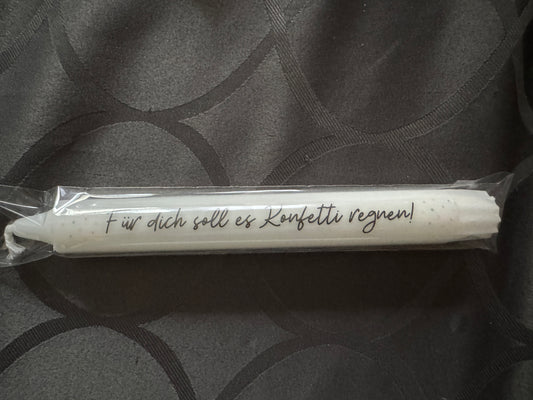 Für dich soll es Konfetti regnen!